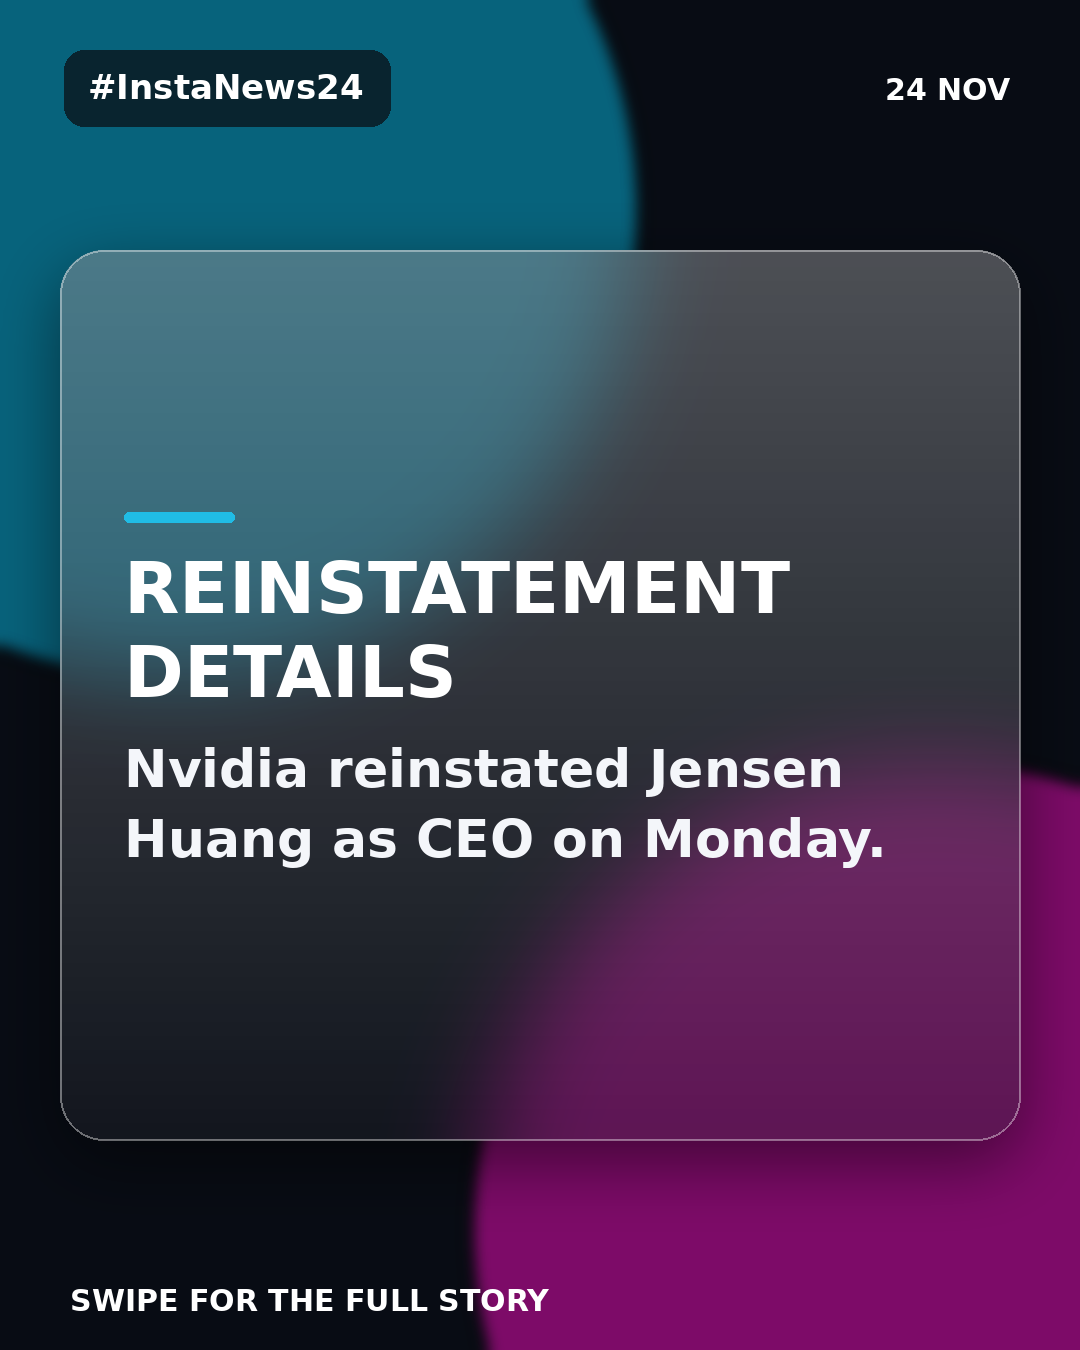 #InstaNews24
24 NOV
REINSTATEMENT
DETAILS
Nvidia reinstated Jensen
Huang as CEO on Monday.
SWIPE FOR THE FULL STORY